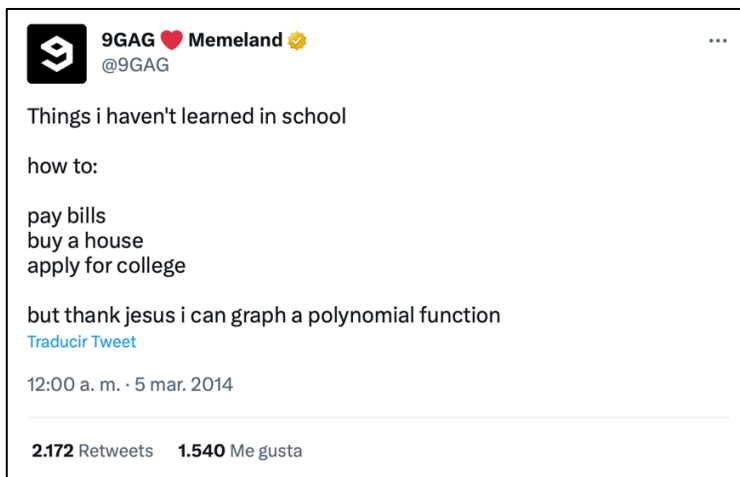 9GAG ❤️ Memeland
@9GAG
Things i haven't learned in school
how to:
pay bills
buy a house
apply for college
but thank jesus i can graph a polynomial function
Traducir Tweet
12:00 a. m. · 5 mar. 2014
2.172 Retweets 1.540 Me gusta